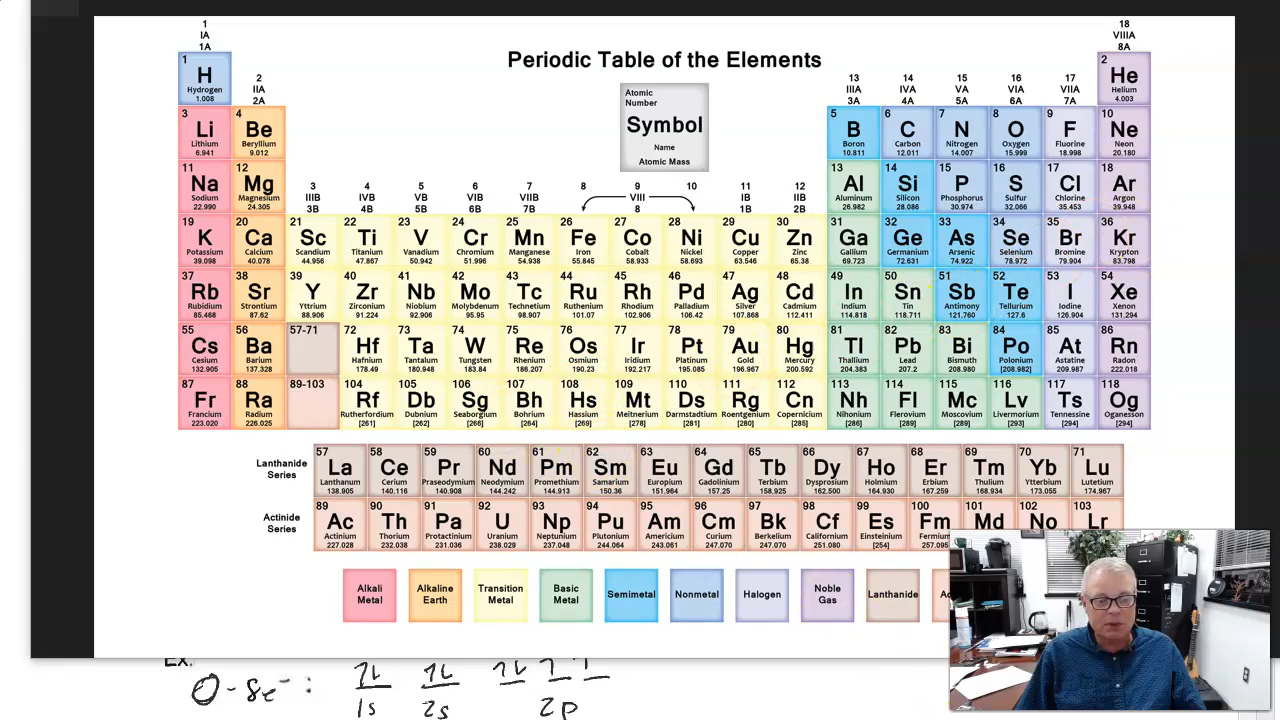 1 18
IA VIIIA
1A 8A
Periodic Table of the Elements
1 2
H He
Hydrogen Helium
1.008 4.003
2 13 14 15 16 17
IIA IIIA IVA VA VIA VIIA
2A 3A 4A 5A 6A 7A
Atomic
Number
Symbol
Name
Atomic Mass
3 4 5 6 7 8 9 10
Li Be B C N O F Ne
Lithium Beryllium Boron Carbon Nitrogen Oxygen Fluorine Neon
6.941 9.012 10.811 12.011 14.007 15.999 18.998 20.180
11 12 13 14 15 16 17 18
Na Mg Al Si P S Cl Ar
Sodium Magnesium Aluminum Silicon Phosphorus Sulfur Chlorine Argon
22.990 24.305 26.982 28.086 30.974 32.066 35.453 39.948
3 4 5 6 7 8 9 10 11 12
IIIB IVB VB VIB VIIB VIII IB IIB
3B 4B 5B 6B 7B 8 1B 2B
19 20 21 22 23 24 25 26 27 28 29 30 31 32 33 34 35 36
K Ca Sc Ti V Cr Mn Fe Co Ni Cu Zn Ga Ge As Se Br Kr
Potassium Calcium Scandium Titanium Vanadium Chromium Manganese Iron Cobalt Nickel Copper Zinc Gallium Germanium Arsenic Selenium Bromine Krypton
39.098 40.078 44.956 47.867 50.942 51.996 54.938 55.845 58.933 58.693 63.546 65.38 69.723 72.631 74.922 78.972 79.904 83.798
37 38 39 40 41 42 43 44 45 46 47 48 49 50 51 52 53 54
Rb Sr Y Zr Nb Mo Tc Ru Rh Pd Ag Cd In Sn Sb Te I Xe
Rubidium Strontium Yttrium Zirconium Niobium Molybdenum Technetium Ruthenium Rhodium Palladium Silver Cadmium Indium Tin Antimony Tellurium Iodine Xenon
85.468 87.62 88.906 91.224 92.906 95.95 98.907 101.07 102.906 106.42 107.868 112.411 114.818 118.711 121.760 127.6 126.904 131.294
55 56 57-71 72 73 74 75 76 77 78 79 80 81 82 83 84 85 86
Cs Ba Hf Ta W Re Os Ir Pt Au Hg Tl Pb Bi Po At Rn
Cesium Barium Hafnium Tantalum Tungsten Rhenium Osmium Iridium Platinum Gold Mercury Thallium Lead Bismuth Polonium Astatine Radon
132.905 137.328 178.49 180.948 183.84 186.207 190.23 192.217 195.085 196.967 200.592 204.383 207.2 208.980 [208.982] 209.987 222.018
87 88 89-103 104 105 106 107 108 109 110 111 112 113 114 115 116 117 118
Fr Ra Rf Db Sg Bh Hs Mt Ds Rg Cn Nh Fl Mc Lv Ts Og
Francium Radium Rutherfordium Dubnium Seaborgium Bohrium Hassium Meitnerium Darmstadtium Roentgenium Copernicium Nihonium Flerovium Moscovium Livermorium Tennessine Oganesson
223.020 226.025 [261] [262] [266] [264] [269] [278] [281] [280] [285] [286] [289] [289] [293] [294] [294]
Lanthanide
Series
57 58 59 60 61 62 63 64 65 66 67 68 69 70 71
La Ce Pr Nd Pm Sm Eu Gd Tb Dy Ho Er Tm Yb Lu
Lanthanum Cerium Praseodymium Neodymium Promethium Samarium Europium Gadolinium Terbium Dysprosium Holmium Erbium Thulium Ytterbium Lutetium
138.905 140.116 140.908 144.242 144.913 150.36 151.964 157.25 158.925 162.500 164.930 167.259 168.934 173.055 174.967
Actinide
Series
89 90 91 92 93 94 95 96 97 98 99 100 101 102 103
Ac Th Pa U Np Pu Am Cm Bk Cf Es Fm Md No Lr
Actinium Thorium Protactinium Uranium Neptunium Plutonium Americium Curium Berkelium Californium Einsteinium Fermium
227.028 232.038 231.036 238.029 237.048 244.064 243.061 247.070 247.070 251.080 [254] 257.095
Alkali Metal Alkaline Earth Transition Metal Basic Metal Semimetal Nonmetal Halogen Noble Gas Lanthanide
Ex.
O - 8e⁻ :
1s 2s 2p